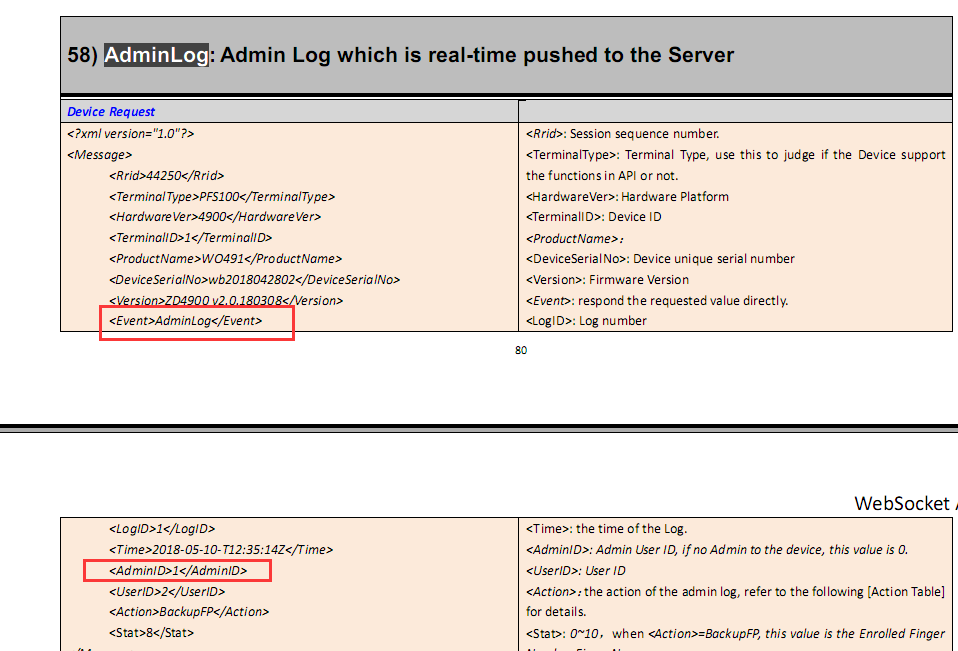 58) AdminLog: Admin Log which is real-time pushed to the Server
Device Request
<?xml version="1.0"?>
<Message>
<Rrid>44250</Rrid>
<TerminalType>PFS100</TerminalType>
<HardwareVer>4900</HardwareVer>
<TerminalID>1</TerminalID>
<ProductName>WO491</ProductName>
<DeviceSerialNo>wb2018042802</DeviceSerialNo>
<Version>ZD4900 v2.0.180308</Version>
<Event>AdminLog</Event>
<Rrid>: Session sequence number.
<TerminalType>: Terminal Type, use this to judge if the Device support
the functions in API or not.
<HardwareVer>: Hardware Platform
<TerminalID>: Device ID
<ProductName>：
<DeviceSerialNo>: Device unique serial number
<Version>: Firmware Version
<Event>: respond the requested value directly.
<LogID>: Log number
80
WebSocket
<LogID>1</LogID>
<Time>2018-05-10-T12:35:14Z</Time>
<AdminID>1</AdminID>
<UserID>2</UserID>
<Action>BackupFP</Action>
<Stat>8</Stat>
<Time>: the time of the Log.
<AdminID>: Admin User ID, if no Admin to the device, this value is 0.
<UserID>: User ID
<Action>：the action of the admin log, refer to the following [Action Table]
for details.
<Stat>: 0~10，when <Action>=BackupFP, this value is the Enrolled Finger